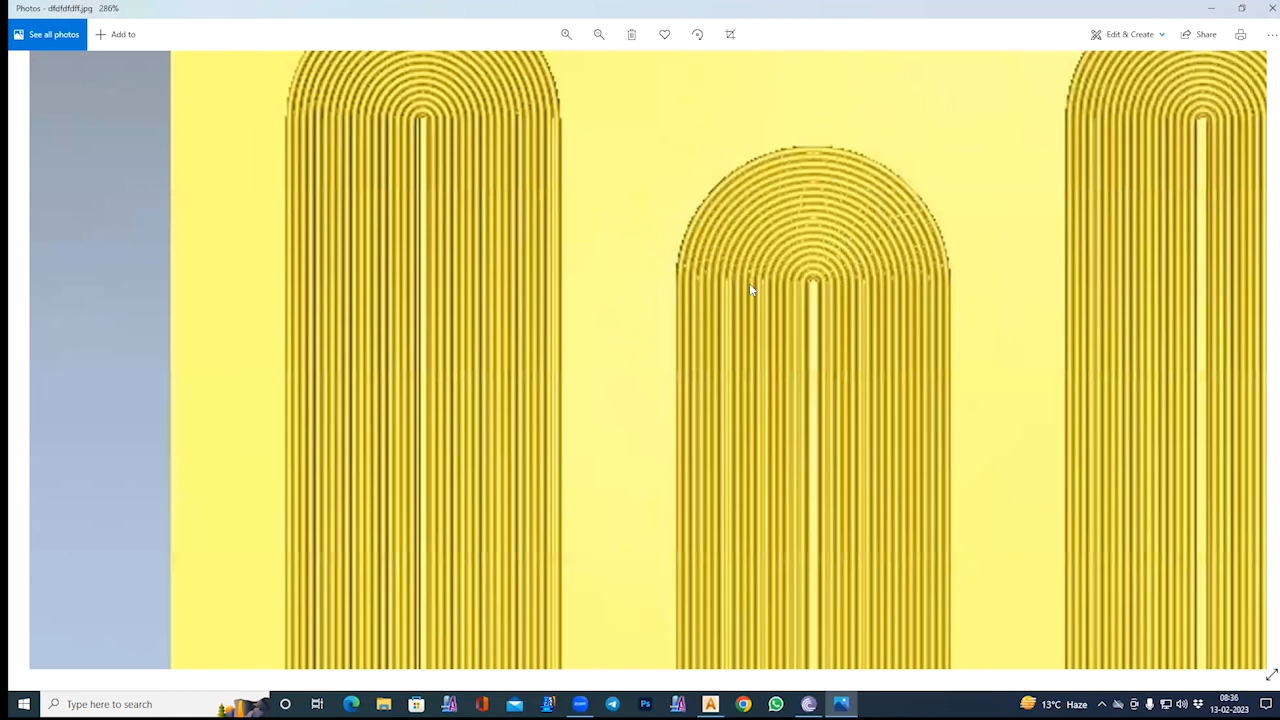 Photos - dfdfdfdff.jpg 286%
See all photos
Add to
Edit & Create
Share
Type here to search
Ps
13°C Haze
08:36
13-02-2023